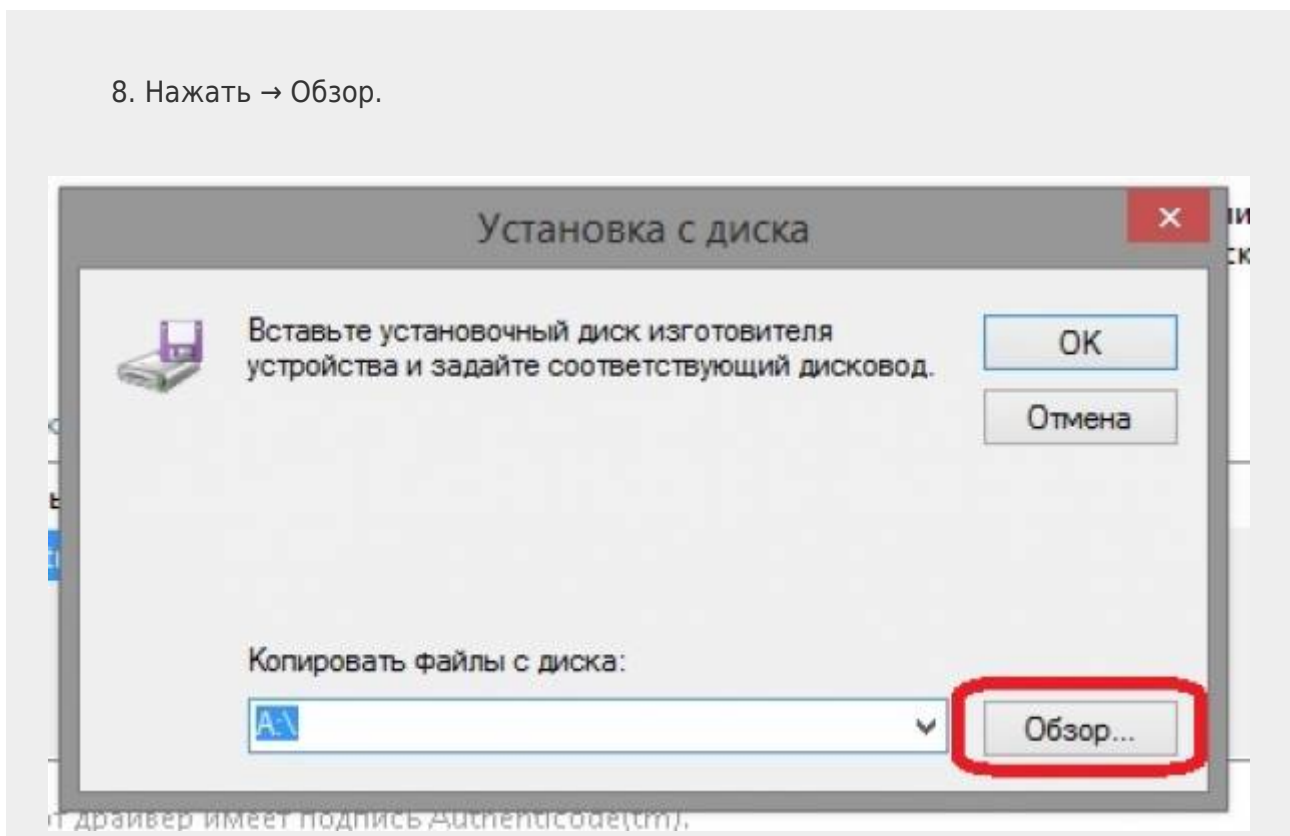 8. Нажать → Обзор.
Установка с диска
Вставьте установочный диск изготовителя
устройства и задайте соответствующий дисковод.
OK
Отмена
Копировать файлы с диска:
A:\
Обзор...
драйвер имеет подпись Authenticode(tm).